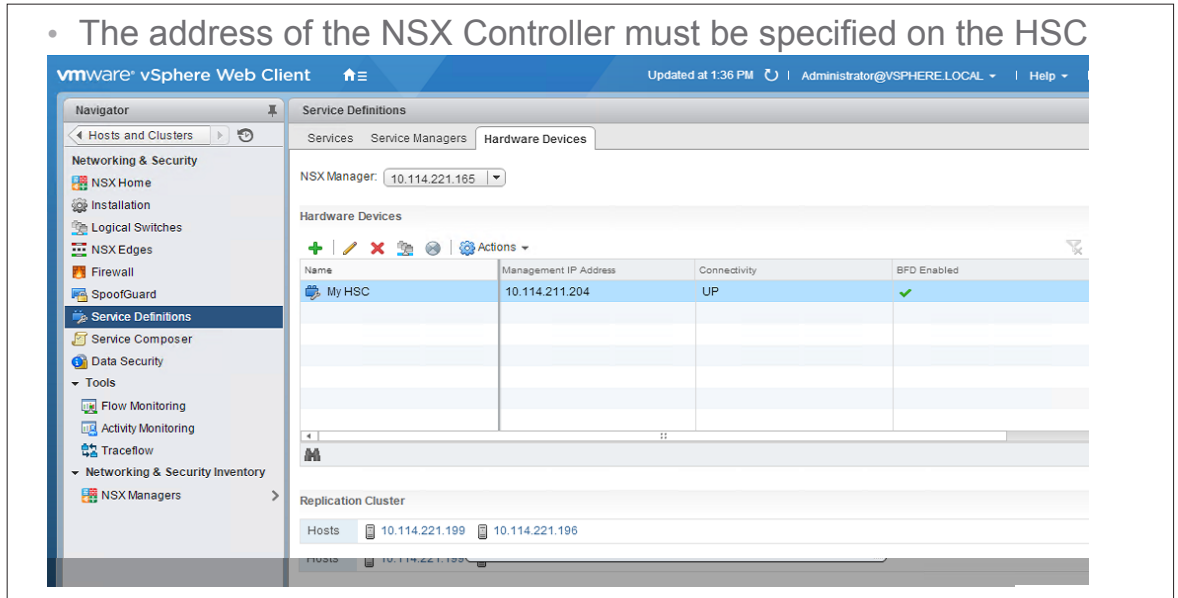 • The address of the NSX Controller must be specified on the HSC
vmware® vSphere Web Client Updated at 1:36 PM | Administrator@VSPHERE.LOCAL | Help
Navigator
Hosts and Clusters
Networking & Security
NSX Home
Installation
Logical Switches
NSX Edges
Firewall
SpoofGuard
Service Definitions
Service Composer
Data Security
Tools
Flow Monitoring
Activity Monitoring
Traceflow
Networking & Security Inventory
NSX Managers
Service Definitions
Services Service Managers Hardware Devices
NSX Manager: 10.114.221.165
Hardware Devices
Actions
Name Management IP Address Connectivity BFD Enabled
My HSC 10.114.211.204 UP
Replication Cluster
Hosts 10.114.221.199 10.114.221.196
Hosts 10.114.221.199